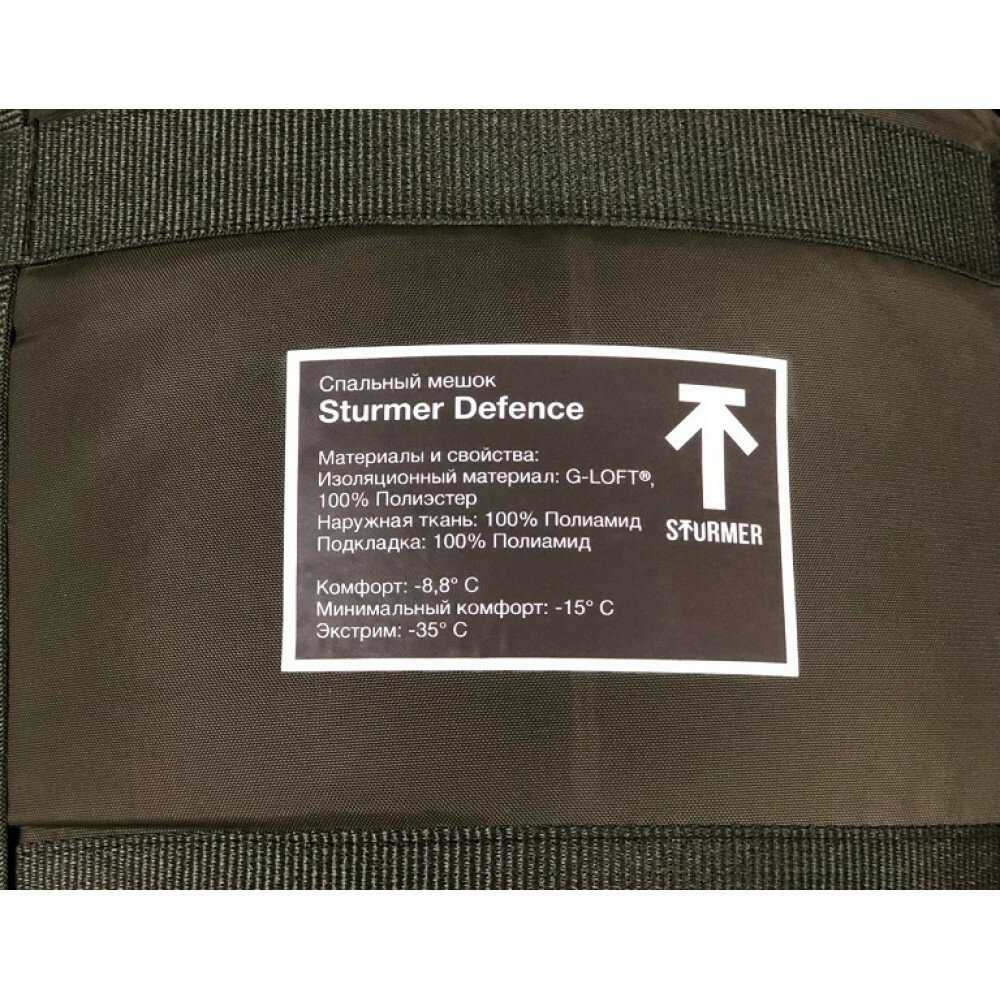 Спальный мешок
Sturmer Defence
Материалы и свойства:
Изоляционный материал: G-LOFT®,
100% Полиэстер
Наружная ткань: 100% Полиамид
Подкладка: 100% Полиамид
Комфорт: -8,8° C
Минимальный комфорт: -15° C
Экстрим: -35° C
STURMER